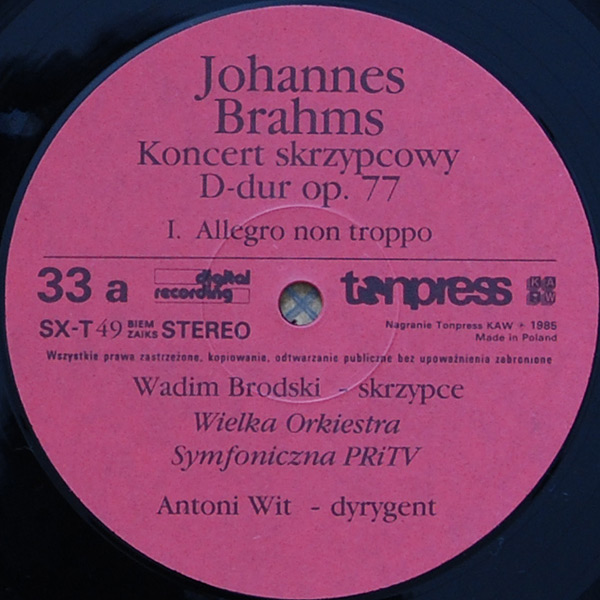 Johannes
Brahms
Koncert skrzypcowy
D-dur op. 77
I. Allegro non troppo
33 a digital recording tonpress KAW
SX-T 49 BIEM ZAIKS STEREO
Nagranie Tonpress KAW + 1985
Made in Poland
Wszystkie prawa zastrzeżone, kopiowanie, odtwarzanie publiczne bez upoważnienia zabronione
Wadim Brodski - skrzypce
Wielka Orkiestra
Symfoniczna PRiTV
Antoni Wit - dyrygent